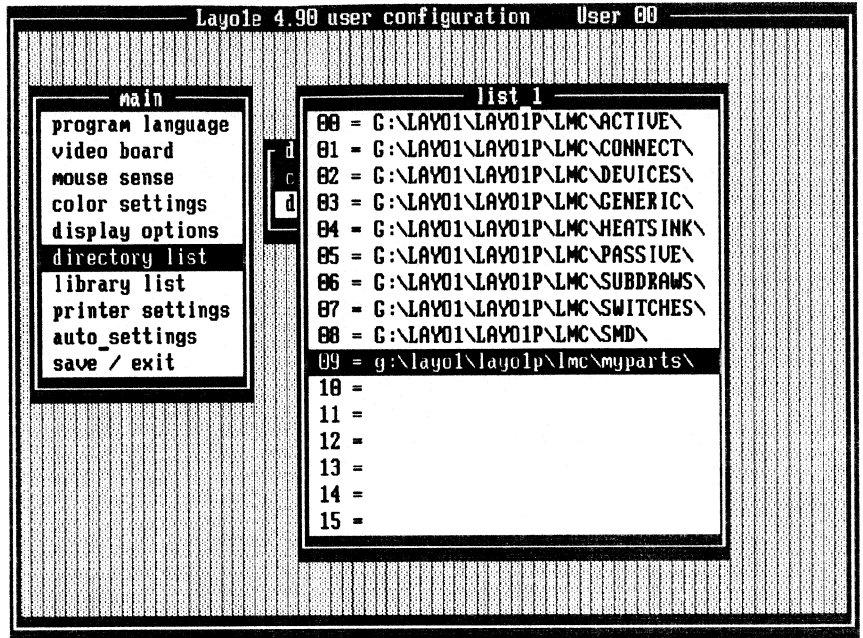 Layo1e 4.90 user configuration User 00
main
program language
video board
mouse sense
color settings
display options
directory list
library list
printer settings
auto_settings
save / exit
d
c
d
list_1
00 = G:\LAYO1\LAYO1P\LMC\ACTIVE\
01 = G:\LAYO1\LAYO1P\LMC\CONNECT\
02 = G:\LAYO1\LAYO1P\LMC\DEVICES\
03 = G:\LAYO1\LAYO1P\LMC\GENERIC\
04 = G:\LAYO1\LAYO1P\LMC\HEATSINK\
05 = G:\LAYO1\LAYO1P\LMC\PASSIVE\
06 = G:\LAYO1\LAYO1P\LMC\SUBDRAWS\
07 = G:\LAYO1\LAYO1P\LMC\SWITCHES\
08 = G:\LAYO1\LAYO1P\LMC\SMD\
09 = g:\layo1\layo1p\lmc\myparts\
10 =
11 =
12 =
13 =
14 =
15 =